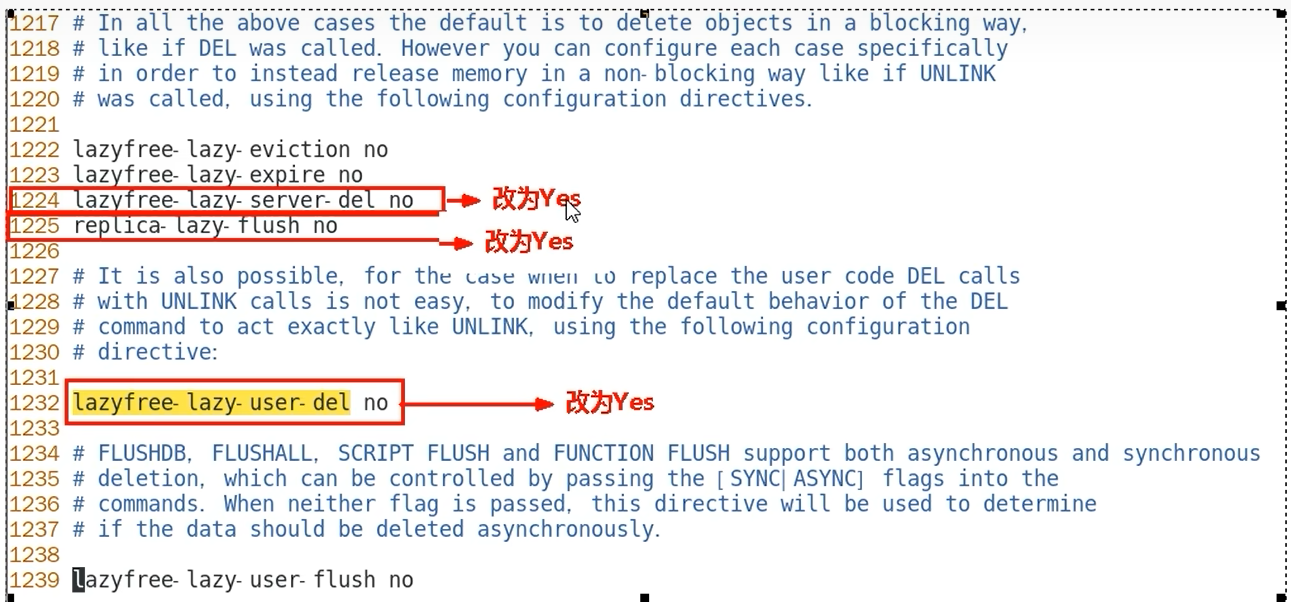 1217 # In all the above cases the default is to delete objects in a blocking way,
1218 # like if DEL was called. However you can configure each case specifically
1219 # in order to instead release memory in a non-blocking way like if UNLINK
1220 # was called, using the following configuration directives.
1221
1222 lazyfree-lazy-eviction no
1223 lazyfree-lazy-expire no
1224 lazyfree-lazy-server-del no 改为Yes
1225 replica-lazy-flush no 改为Yes
1226
1227 # It is also possible, for the case when to replace the user code DEL calls
1228 # with UNLINK calls is not easy, to modify the default behavior of the DEL
1229 # command to act exactly like UNLINK, using the following configuration
1230 # directive:
1231
1232 lazyfree-lazy-user-del no 改为Yes
1233
1234 # FLUSHDB, FLUSHALL, SCRIPT FLUSH and FUNCTION FLUSH support both asynchronous and synchronous
1235 # deletion, which can be controlled by passing the [SYNC|ASYNC] flags into the
1236 # commands. When neither flag is passed, this directive will be used to determine
1237 # if the data should be deleted asynchronously.
1238
1239 lazyfree-lazy-user-flush no